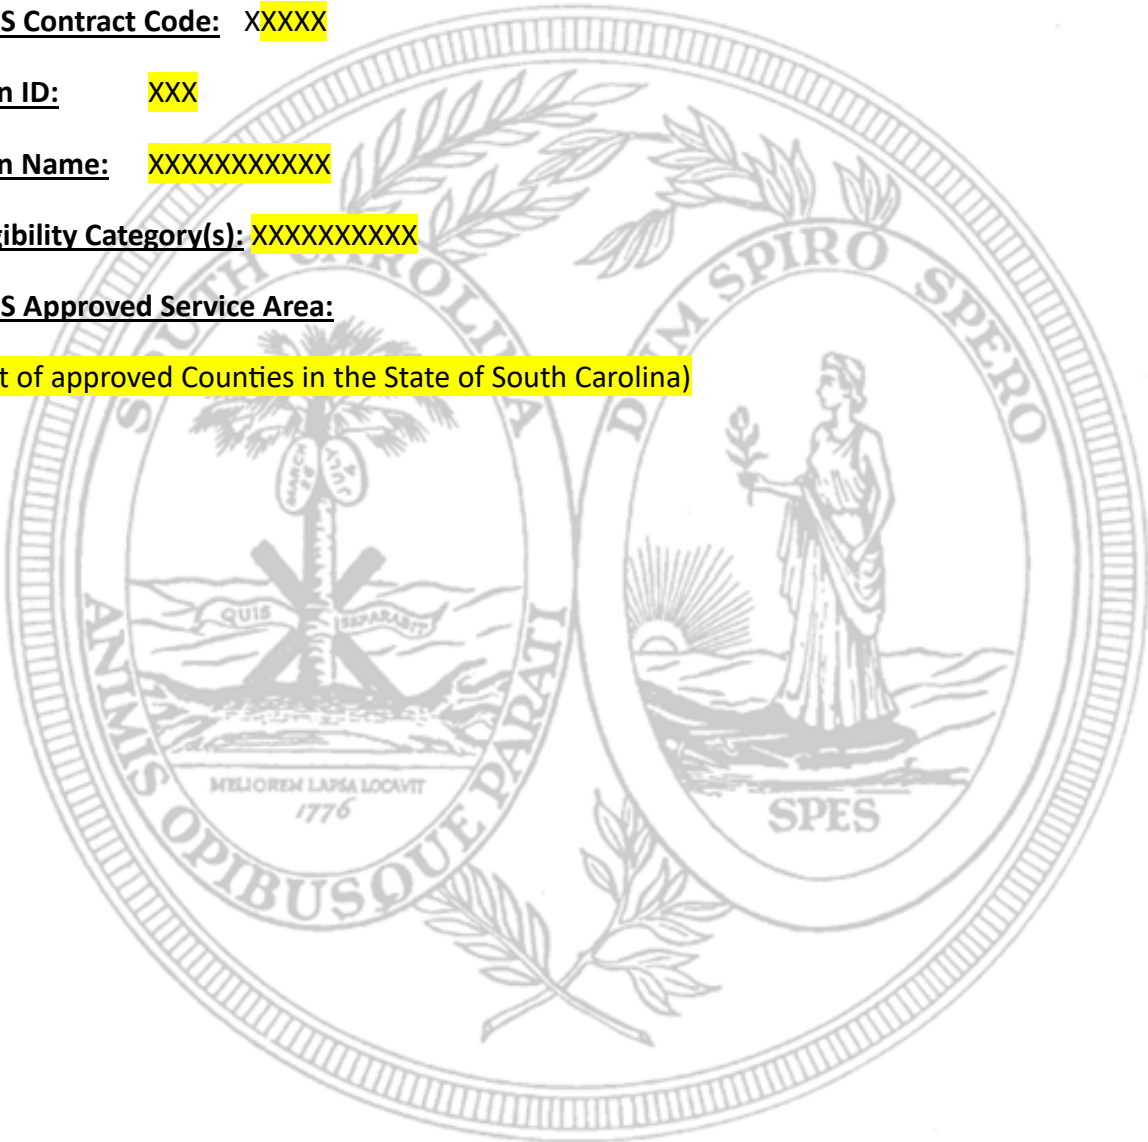 S Contract Code: XXXXX
n ID: XXX
n Name: XXXXXXXXXXX
gibility Category(s): XXXXXXXXXX
S Approved Service Area:
t of approved Counties in the State of South Carolina)
SOUTH CAROLINA
DUM SPIRO SPERO
MARCH 26
JULY 4
QUIS SEPARABIT
ANIMIS OPIBUSQUE PARATI
MELIOREM LAPSA LOCAVIT
1776
SPES